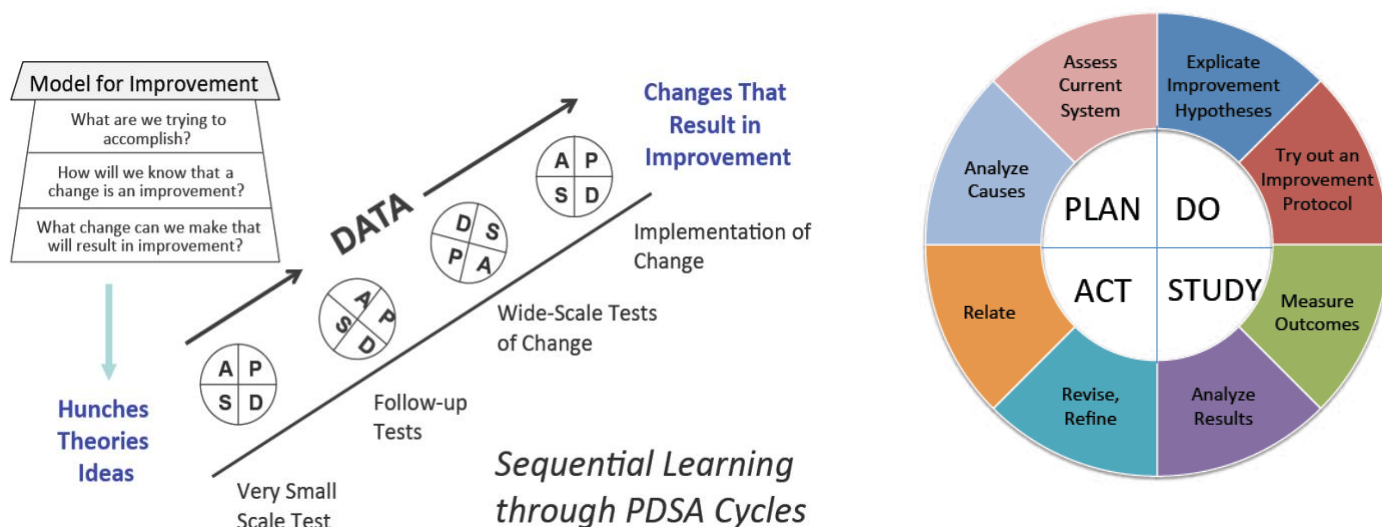 Model for Improvement
What are we trying to
accomplish?
How will we know that a
change is an improvement?
What change can we make that
will result in improvement?
Hunches
Theories
Ideas
DATA
Changes That
Result in
Improvement
A P
S D
A P
S D
D S
P A
A P
S D
Very Small
Scale Test
Follow-up
Tests
Wide-Scale Tests
of Change
Implementation of
Change
Sequential Learning
through PDSA Cycles
Assess
Current
System
Explicate
Improvement
Hypotheses
Try out an
Improvement
Protocol
Measure
Outcomes
Analyze
Results
Revise,
Refine
Relate
Analyze
Causes
PLAN
DO
ACT
STUDY